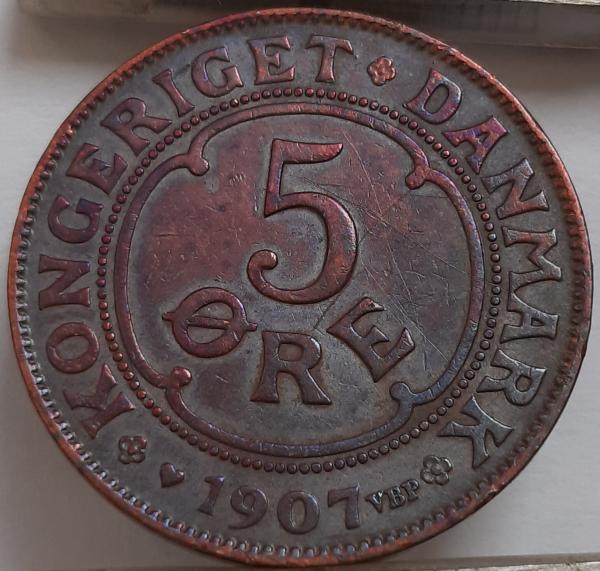 KONGERIGET DANMARK
5
ØRE
♥ 1907 VBP